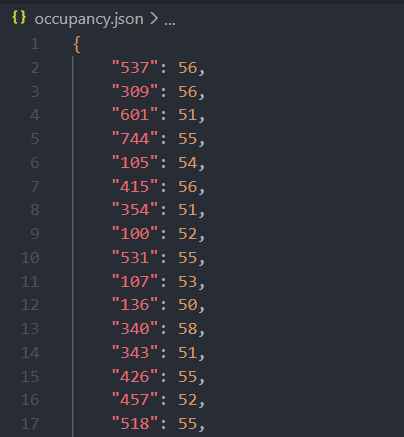 {} occupancy.json > ...
1 {
2 "537": 56,
3 "309": 56,
4 "601": 51,
5 "744": 55,
6 "105": 54,
7 "415": 56,
8 "354": 51,
9 "100": 52,
10 "531": 55,
11 "107": 53,
12 "136": 50,
13 "340": 58,
14 "343": 51,
15 "426": 55,
16 "457": 52,
17 "518": 55,